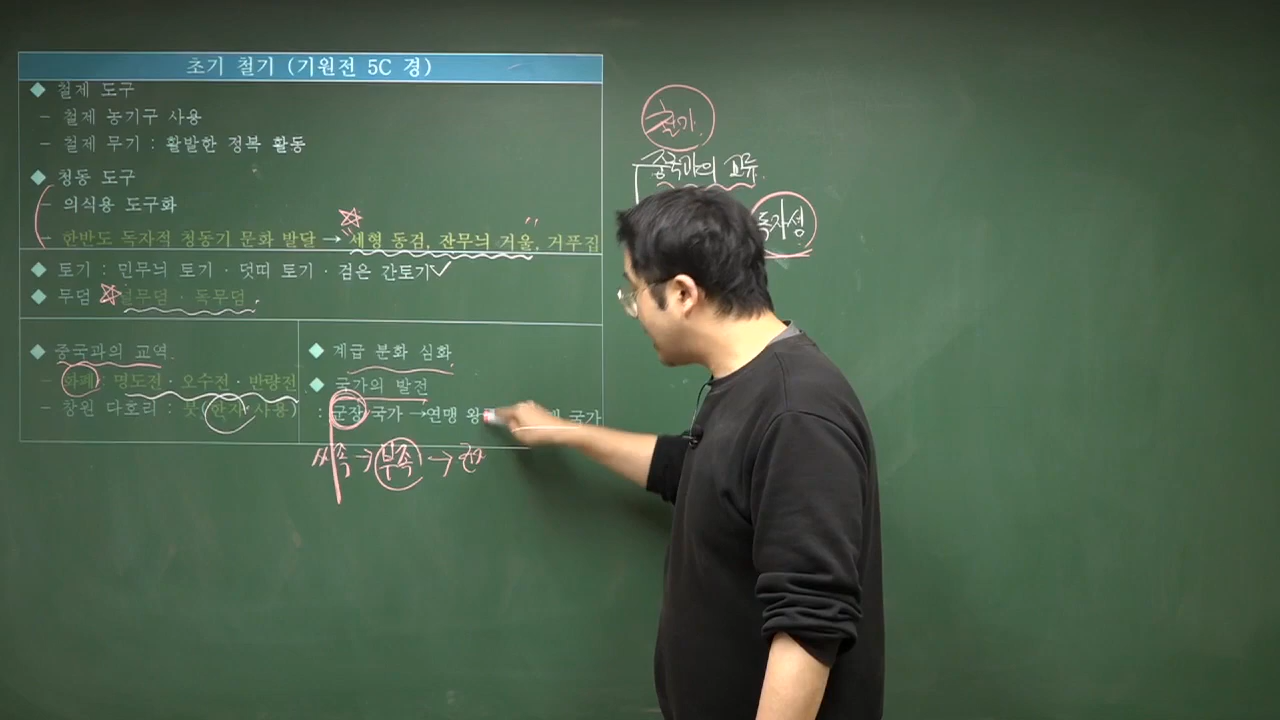 초기 철기 (기원전 5C 경)
◆ 철제 도구
- 철제 농기구 사용
- 철제 무기 : 활발한 정복 활동
◆ 청동 도구
- 의식용 도구화
- 한반도 독자적 청동기 문화 발달 → 세형 동검, 잔무늬 거울, 거푸집
◆ 토기 : 민무늬 토기 · 덧띠 토기 · 검은 간토기
◆ 무덤 널무덤 · 독무덤
◆ 중국과의 교역
- 화폐 : 명도전 · 오수전 · 반량전
- 창원 다호리 : 붓 (한자 사용)
◆ 계급 분화 심화
◆ 국가의 발전
: 군장 국가 → 연맹 왕 국가
씨족 → 부족 →
철기
중국과의 교류
독자성